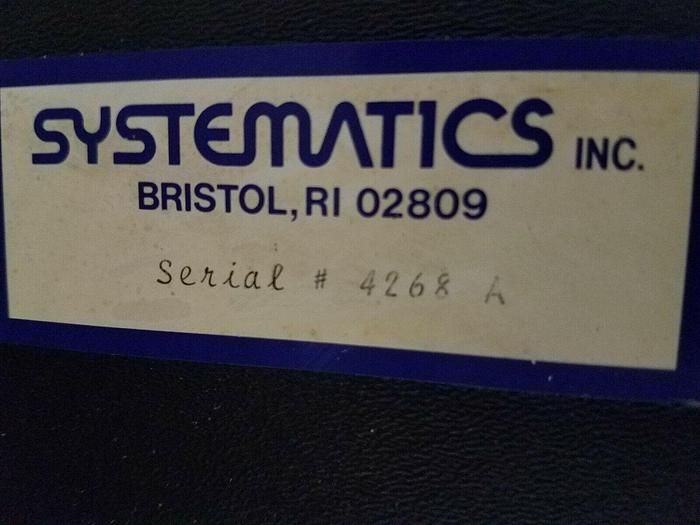 SYSTEMATICS INC.
BRISTOL, RI 02809
Serial # 4268 A